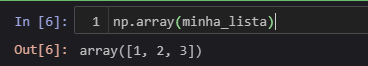 In [6]: 1 np.array(minha_lista)
Out[6]: array([1, 2, 3])